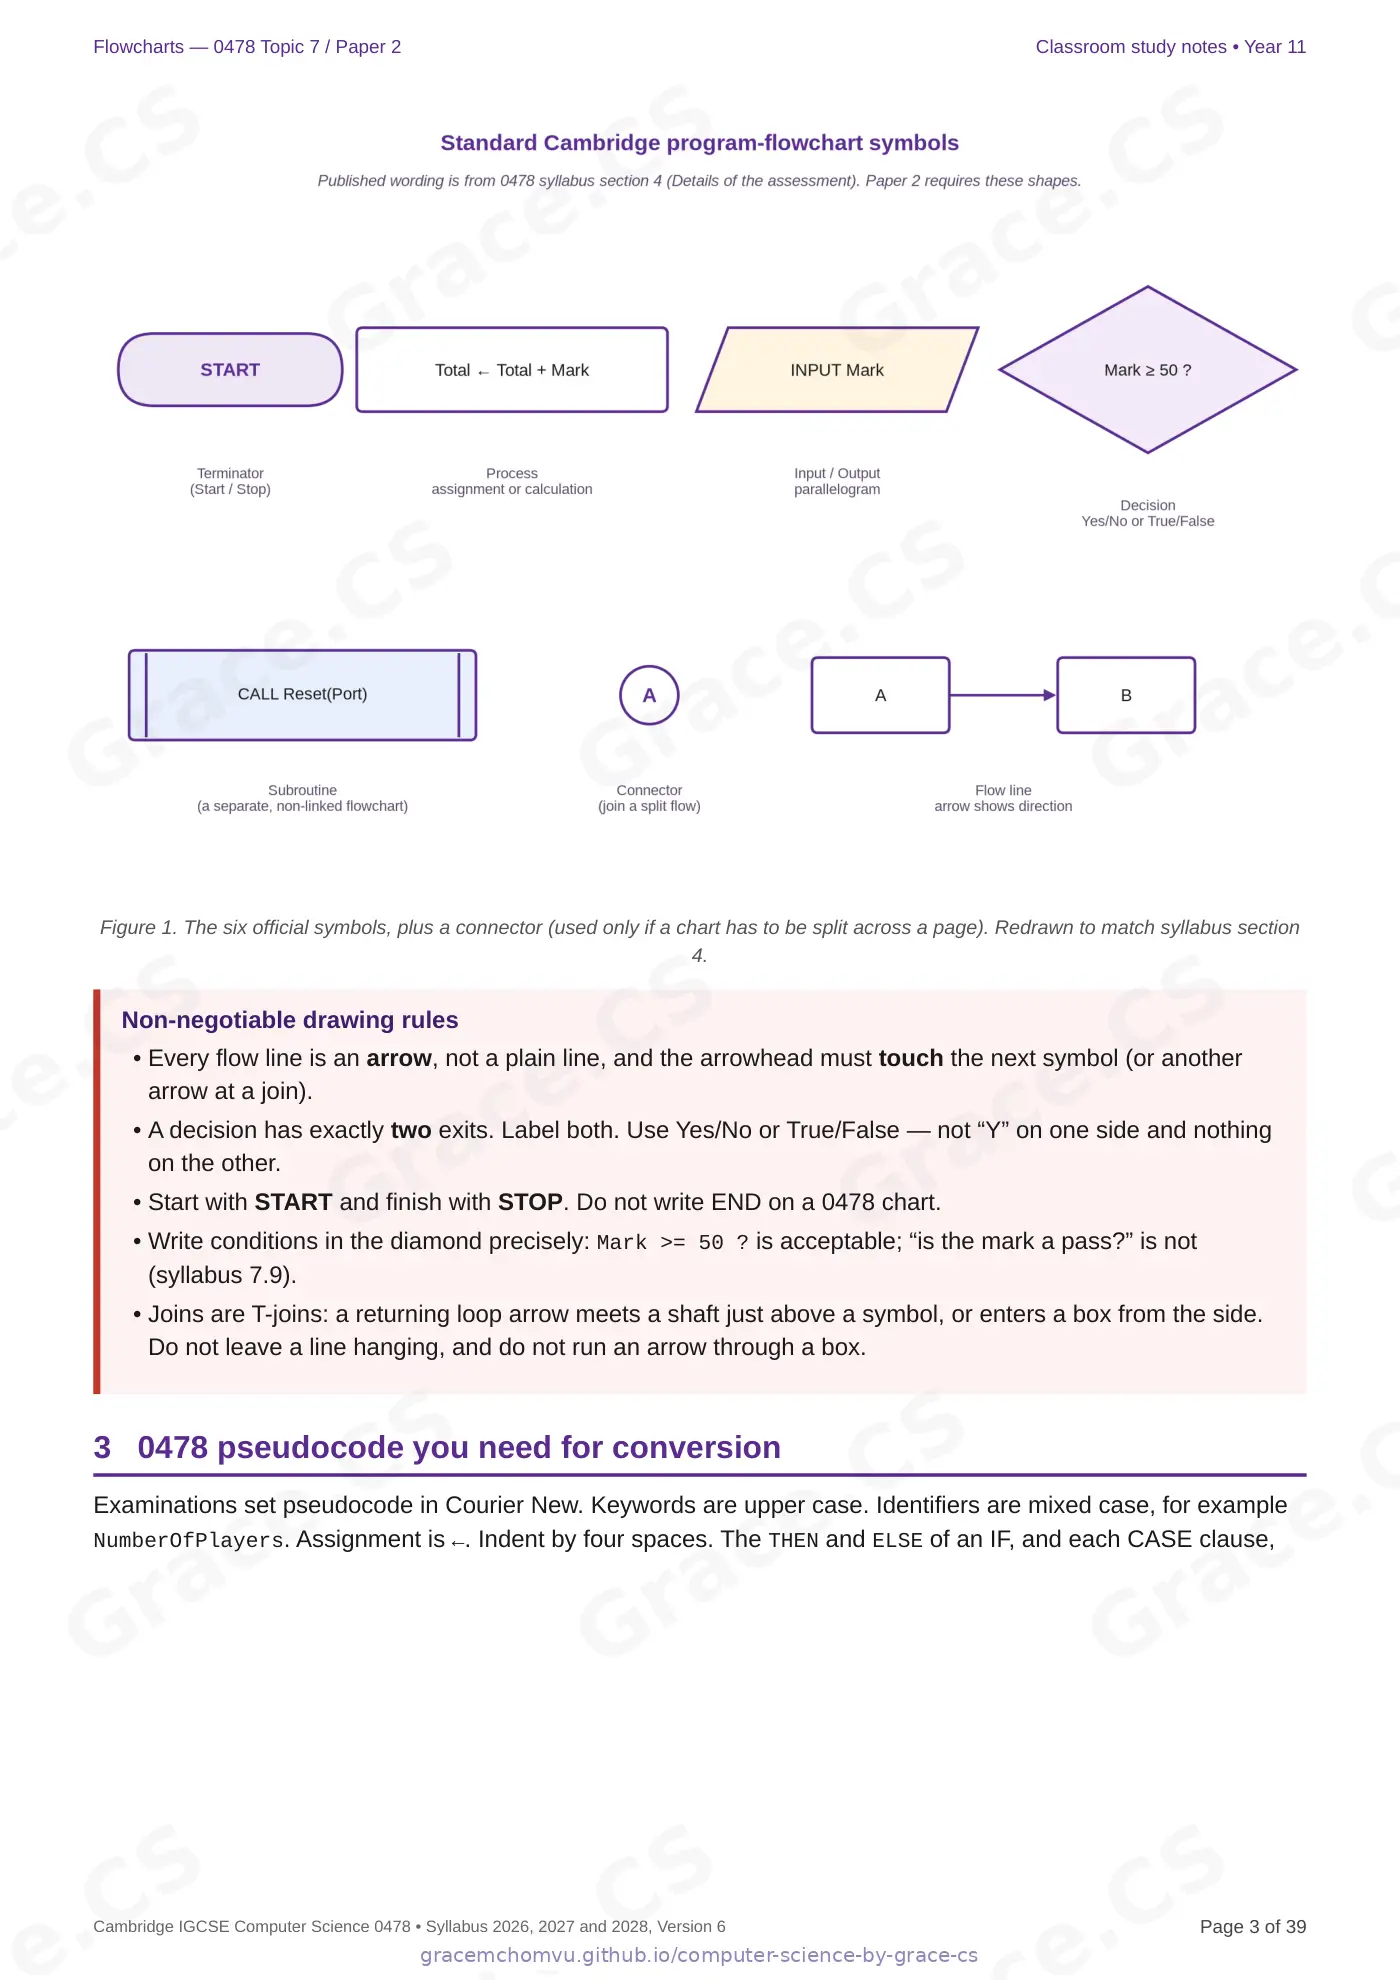 Flowcharts — 0478 Topic 7 / Paper 2
Classroom study notes • Year 11
Standard Cambridge program-flowchart symbols
Published wording is from 0478 syllabus section 4 (Details of the assessment). Paper 2 requires these shapes.
START
Total ← Total + Mark
INPUT Mark
Mark ≥ 50 ?
Terminator
(Start / Stop)
Process
assignment or calculation
Input / Output
parallelogram
Decision
Yes/No or True/False
CALL Reset(Port)
A
A
B
Subroutine
(a separate, non-linked flowchart)
Connector
(join a split flow)
Flow line
arrow shows direction
Figure 1. The six official symbols, plus a connector (used only if a chart has to be split across a page). Redrawn to match syllabus section
4.
Non-negotiable drawing rules
• Every flow line is an arrow, not a plain line, and the arrowhead must touch the next symbol (or another
arrow at a join).
• A decision has exactly two exits. Label both. Use Yes/No or True/False — not “Y” on one side and nothing
on the other.
• Start with START and finish with STOP. Do not write END on a 0478 chart.
• Write conditions in the diamond precisely: Mark >= 50 ? is acceptable; “is the mark a pass?” is not
(syllabus 7.9).
• Joins are T-joins: a returning loop arrow meets a shaft just above a symbol, or enters a box from the side.
Do not leave a line hanging, and do not run an arrow through a box.
3 0478 pseudocode you need for conversion
Examinations set pseudocode in Courier New. Keywords are upper case. Identifiers are mixed case, for example
NumberOfPlayers. Assignment is ←. Indent by four spaces. The THEN and ELSE of an IF, and each CASE clause,
Cambridge IGCSE Computer Science 0478 • Syllabus 2026, 2027 and 2028, Version 6
Page 3 of 39
gracemchomvu.github.io/computer-science-by-grace-cs
Grace.CS